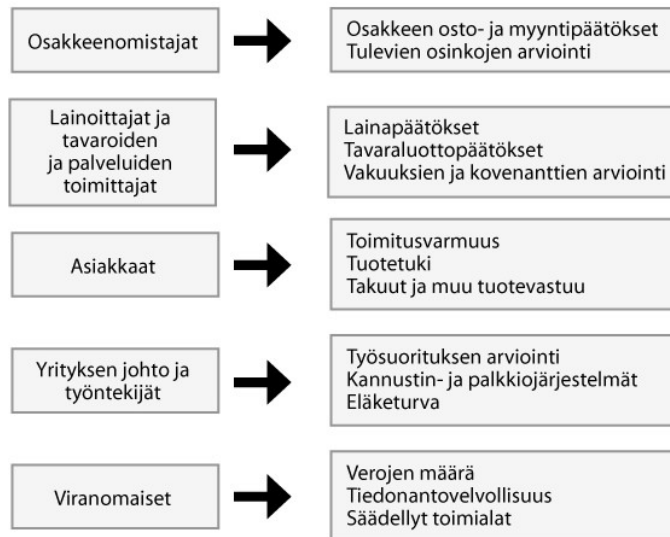 Osakkeenomistajat
Osakkeen osto- ja myyntipäätökset
Tulevien osinkojen arviointi
Lainoittajat ja
tavaroiden
ja palveluiden
toimittajat
Lainapäätökset
Tavaraluottopäätökset
Vakuuksien ja kovenanttien arviointi
Asiakkaat
Toimitusvarmuus
Tuotetuki
Takuut ja muu tuotevastuu
Yrityksen johto ja
työntekijät
Työsuorituksen arviointi
Kannustin- ja palkkiojärjestelmät
Eläketurva
Viranomaiset
Verojen määrä
Tiedonantovelvollisuus
Säädellyt toimialat